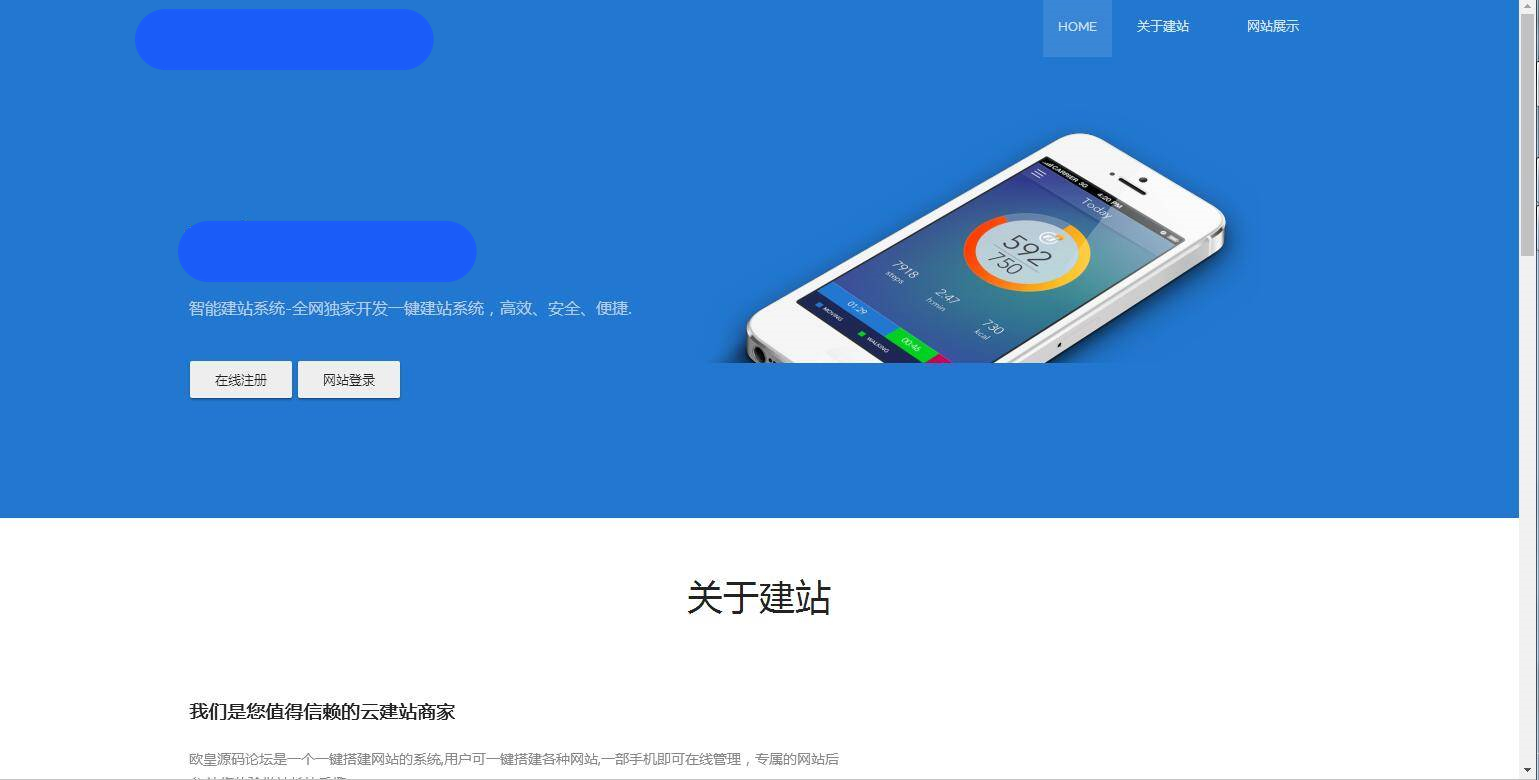 HOME 关于建站 网站展示
CARRIER 3G 4:20 PM
Today
592
750
7918
steps
2:47
h:min
730
kcal
01:29
00:46
MOVING
WALKING
智能建站系统-全网独家开发一键建站系统，高效、安全、便捷.
在线注册 网站登录
关于建站
我们是您值得信赖的云建站商家
欧皇源码论坛是一个一键搭建网站的系统,用户可一键搭建各种网站,一部手机即可在线管理，专属的网站后